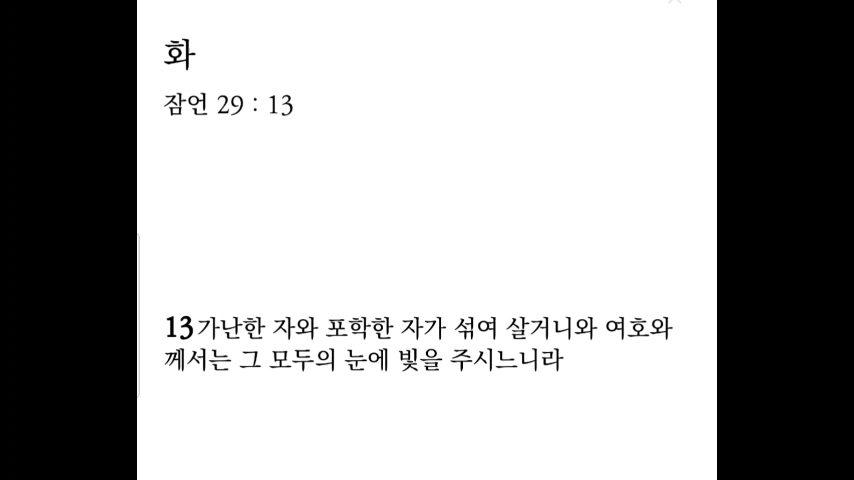 화
잠언 29 : 13
13가난한 자와 포학한 자가 섞여 살거니와 여호와
께서는 그 모두의 눈에 빛을 주시느니라